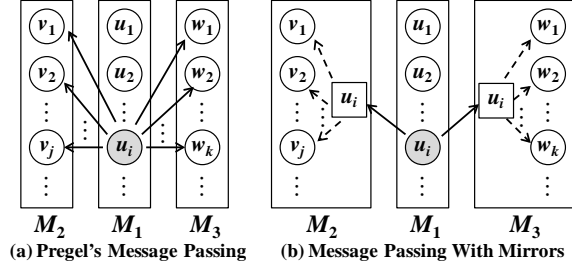 v1 u1 w1
v2 u2 w2
vj ui wk
M2 M1 M3
(a) Pregel's Message Passing
v1 u1 w1
v2 ui u2 ui w2
vj ui wk
M2 M1 M3
(b) Message Passing With Mirrors